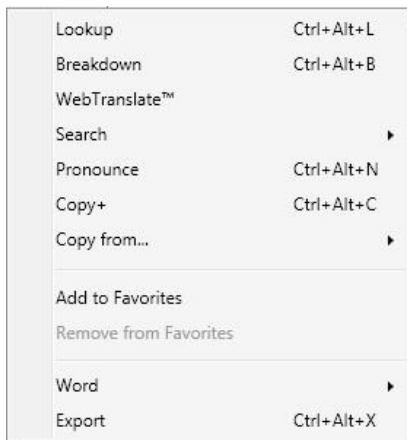 Lookup Ctrl+Alt+L
Breakdown Ctrl+Alt+B
WebTranslate™
Search
Pronounce Ctrl+Alt+N
Copy+ Ctrl+Alt+C
Copy from...
Add to Favorites
Remove from Favorites
Word
Export Ctrl+Alt+X